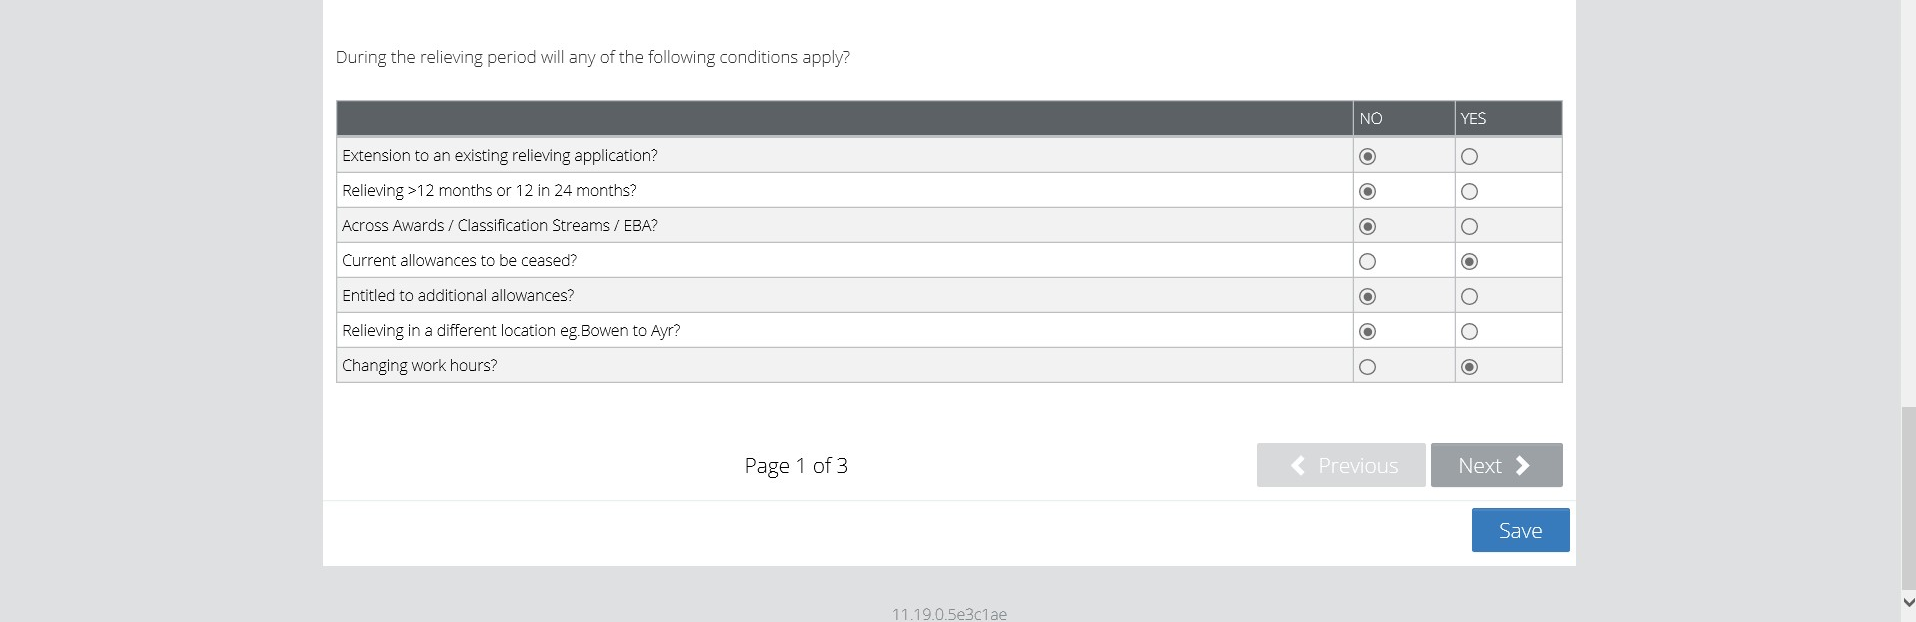 During the relieving period will any of the following conditions apply?
NO YES
Extension to an existing relieving application?
Relieving >12 months or 12 in 24 months?
Across Awards / Classification Streams / EBA?
Current allowances to be ceased?
Entitled to additional allowances?
Relieving in a different location eg.Bowen to Ayr?
Changing work hours?
Page 1 of 3 Previous Next
Save
11.19.0.5e3c1ae